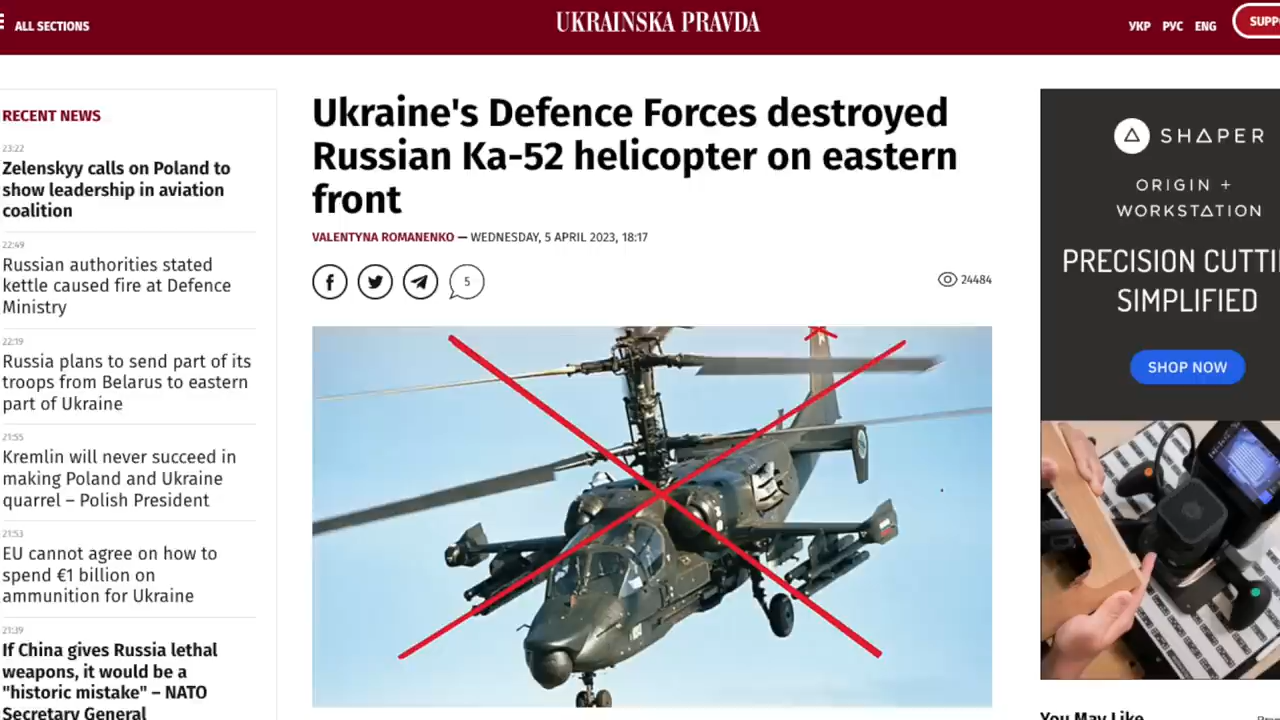 ALL SECTIONS
UKRAINSKA PRAVDA
УКР РУС ENG
RECENT NEWS
23:22
Zelenskyy calls on Poland to
show leadership in aviation
coalition
22:49
Russian authorities stated
kettle caused fire at Defence
Ministry
22:19
Russia plans to send part of its
troops from Belarus to eastern
part of Ukraine
21:55
Kremlin will never succeed in
making Poland and Ukraine
quarrel – Polish President
21:53
EU cannot agree on how to
spend €1 billion on
ammunition for Ukraine
21:39
If China gives Russia lethal
weapons, it would be a
"historic mistake" – NATO
Secretary General
Ukraine's Defence Forces destroyed
Russian Ka-52 helicopter on eastern
front
VALENTYNA ROMANENKO — WEDNESDAY, 5 APRIL 2023, 18:17
5
24484
SHAPER
ORIGIN +
WORKSTATION
PRECISION CUTTI
SIMPLIFIED
SHOP NOW
You May Like